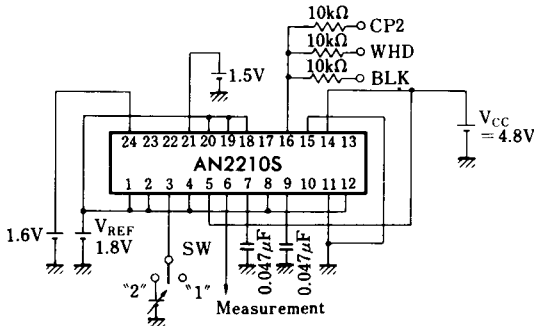 10kΩ
CP2
10kΩ
WHD
10kΩ
BLK
1.5V
24 23 22 21 20 19 18 17 16 15 14 13
VCC
= 4.8V
AN2210S
1 2 3 4 5 6 7 8 9 10 11 12
1.6V
VREF
1.8V
SW
0.047μF
0.047μF
"2"
"1"
Measurement